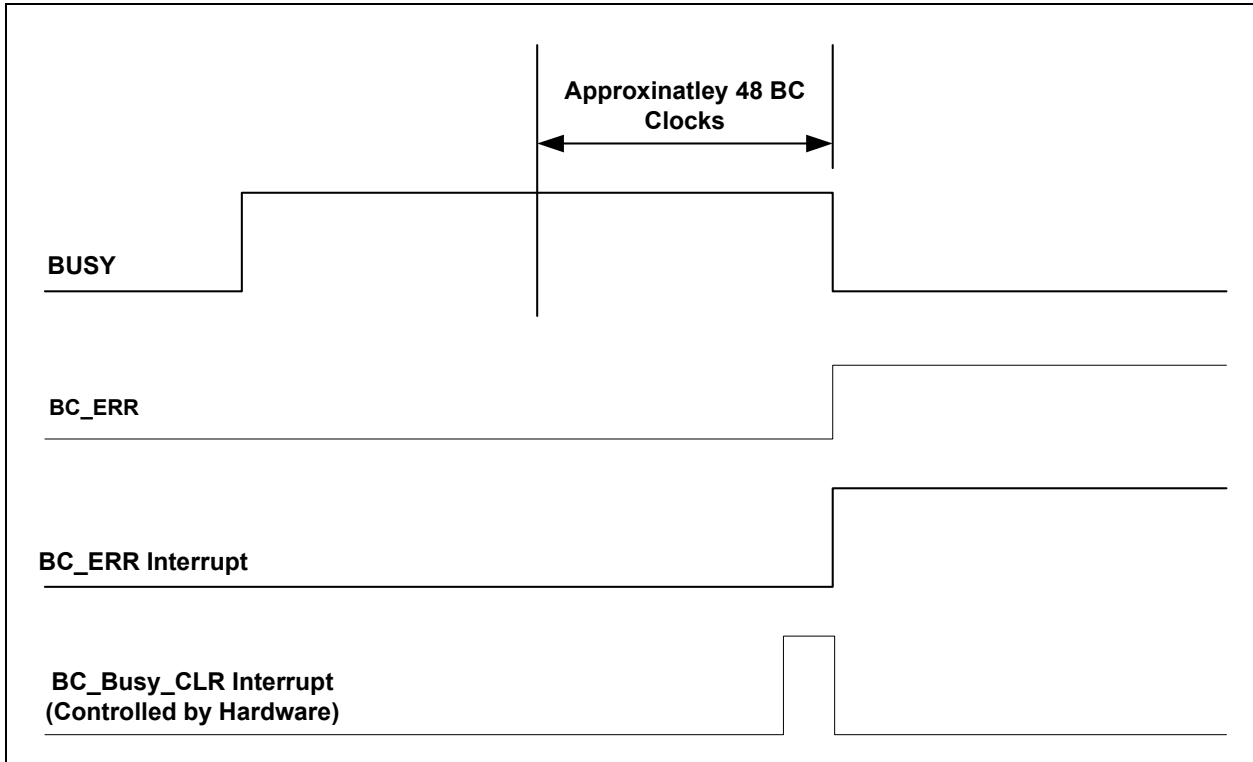 Approxinatley 48 BC
Clocks
BUSY
BC_ERR
BC_ERR Interrupt
BC_Busy_CLR Interrupt
(Controlled by Hardware)